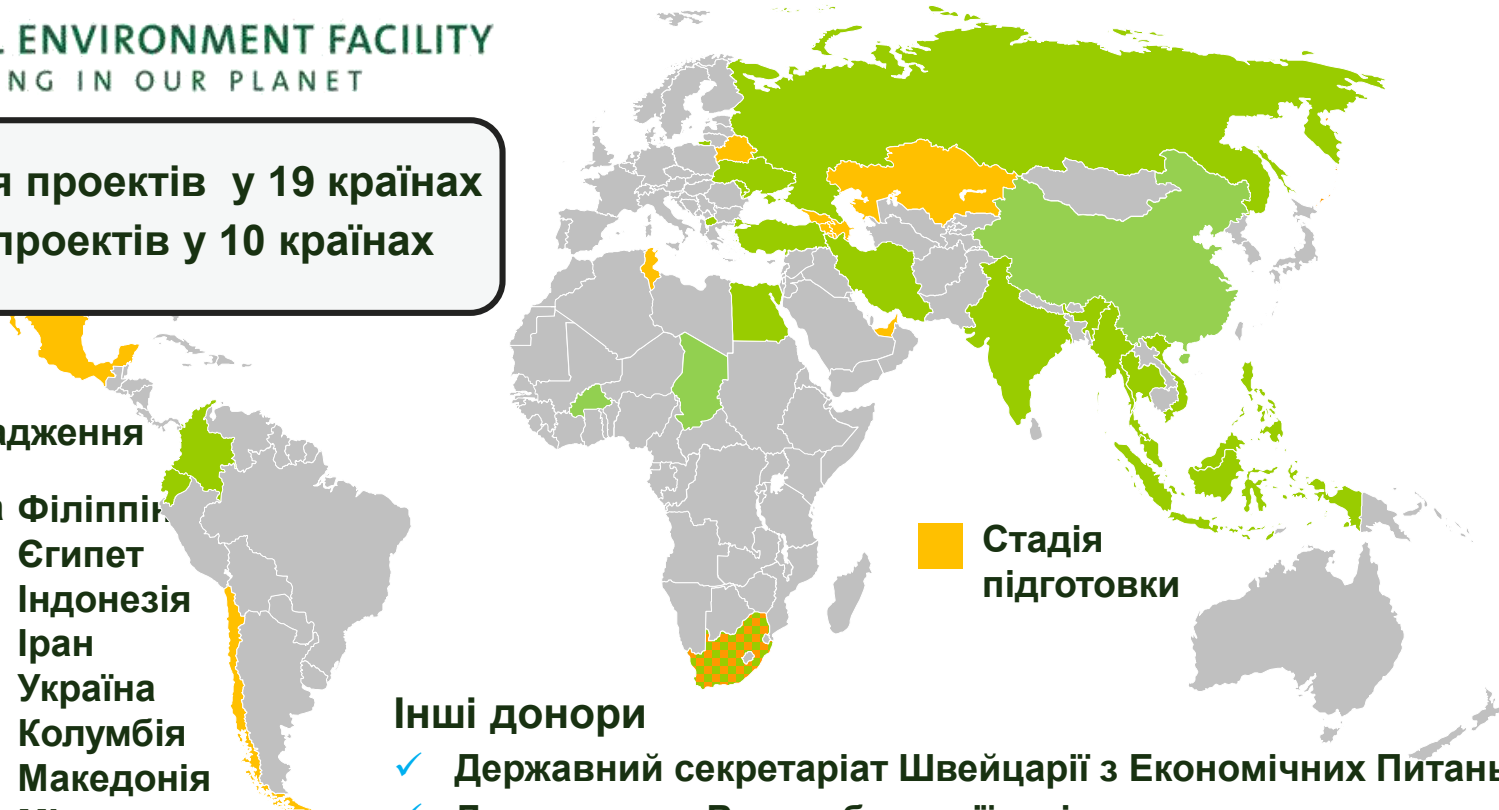 ENVIRONMENT FACILITY
NG IN OUR PLANET
проектів у 19 країнах
проектів у 10 країнах
адження
Філіппін
Єгипет
Індонезія
Іран
Україна
Колумбія
Македонія
Стадія
підготовки
Інші донори
✓ Державний секретаріат Швейцарії з Економічних Питань